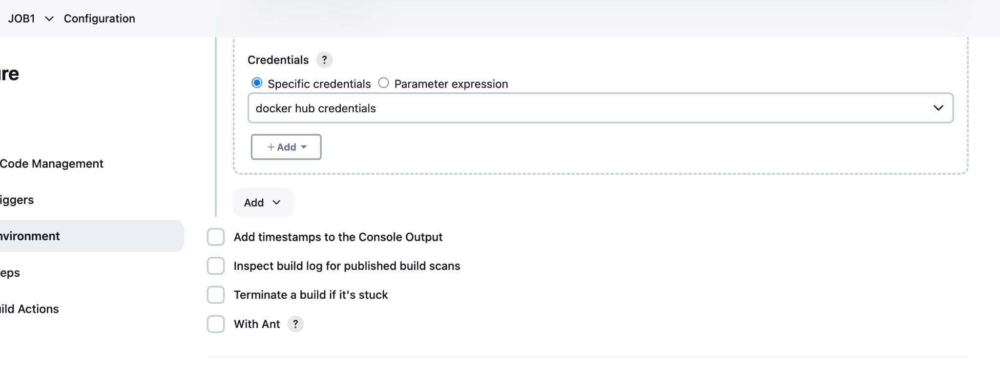 JOB1 Configuration
Credentials ?
Specific credentials Parameter expression
docker hub credentials
+ Add
Add
Add timestamps to the Console Output
Inspect build log for published build scans
Terminate a build if it's stuck
With Ant ?
re
Code Management
iggers
nvironment
eps
ild Actions